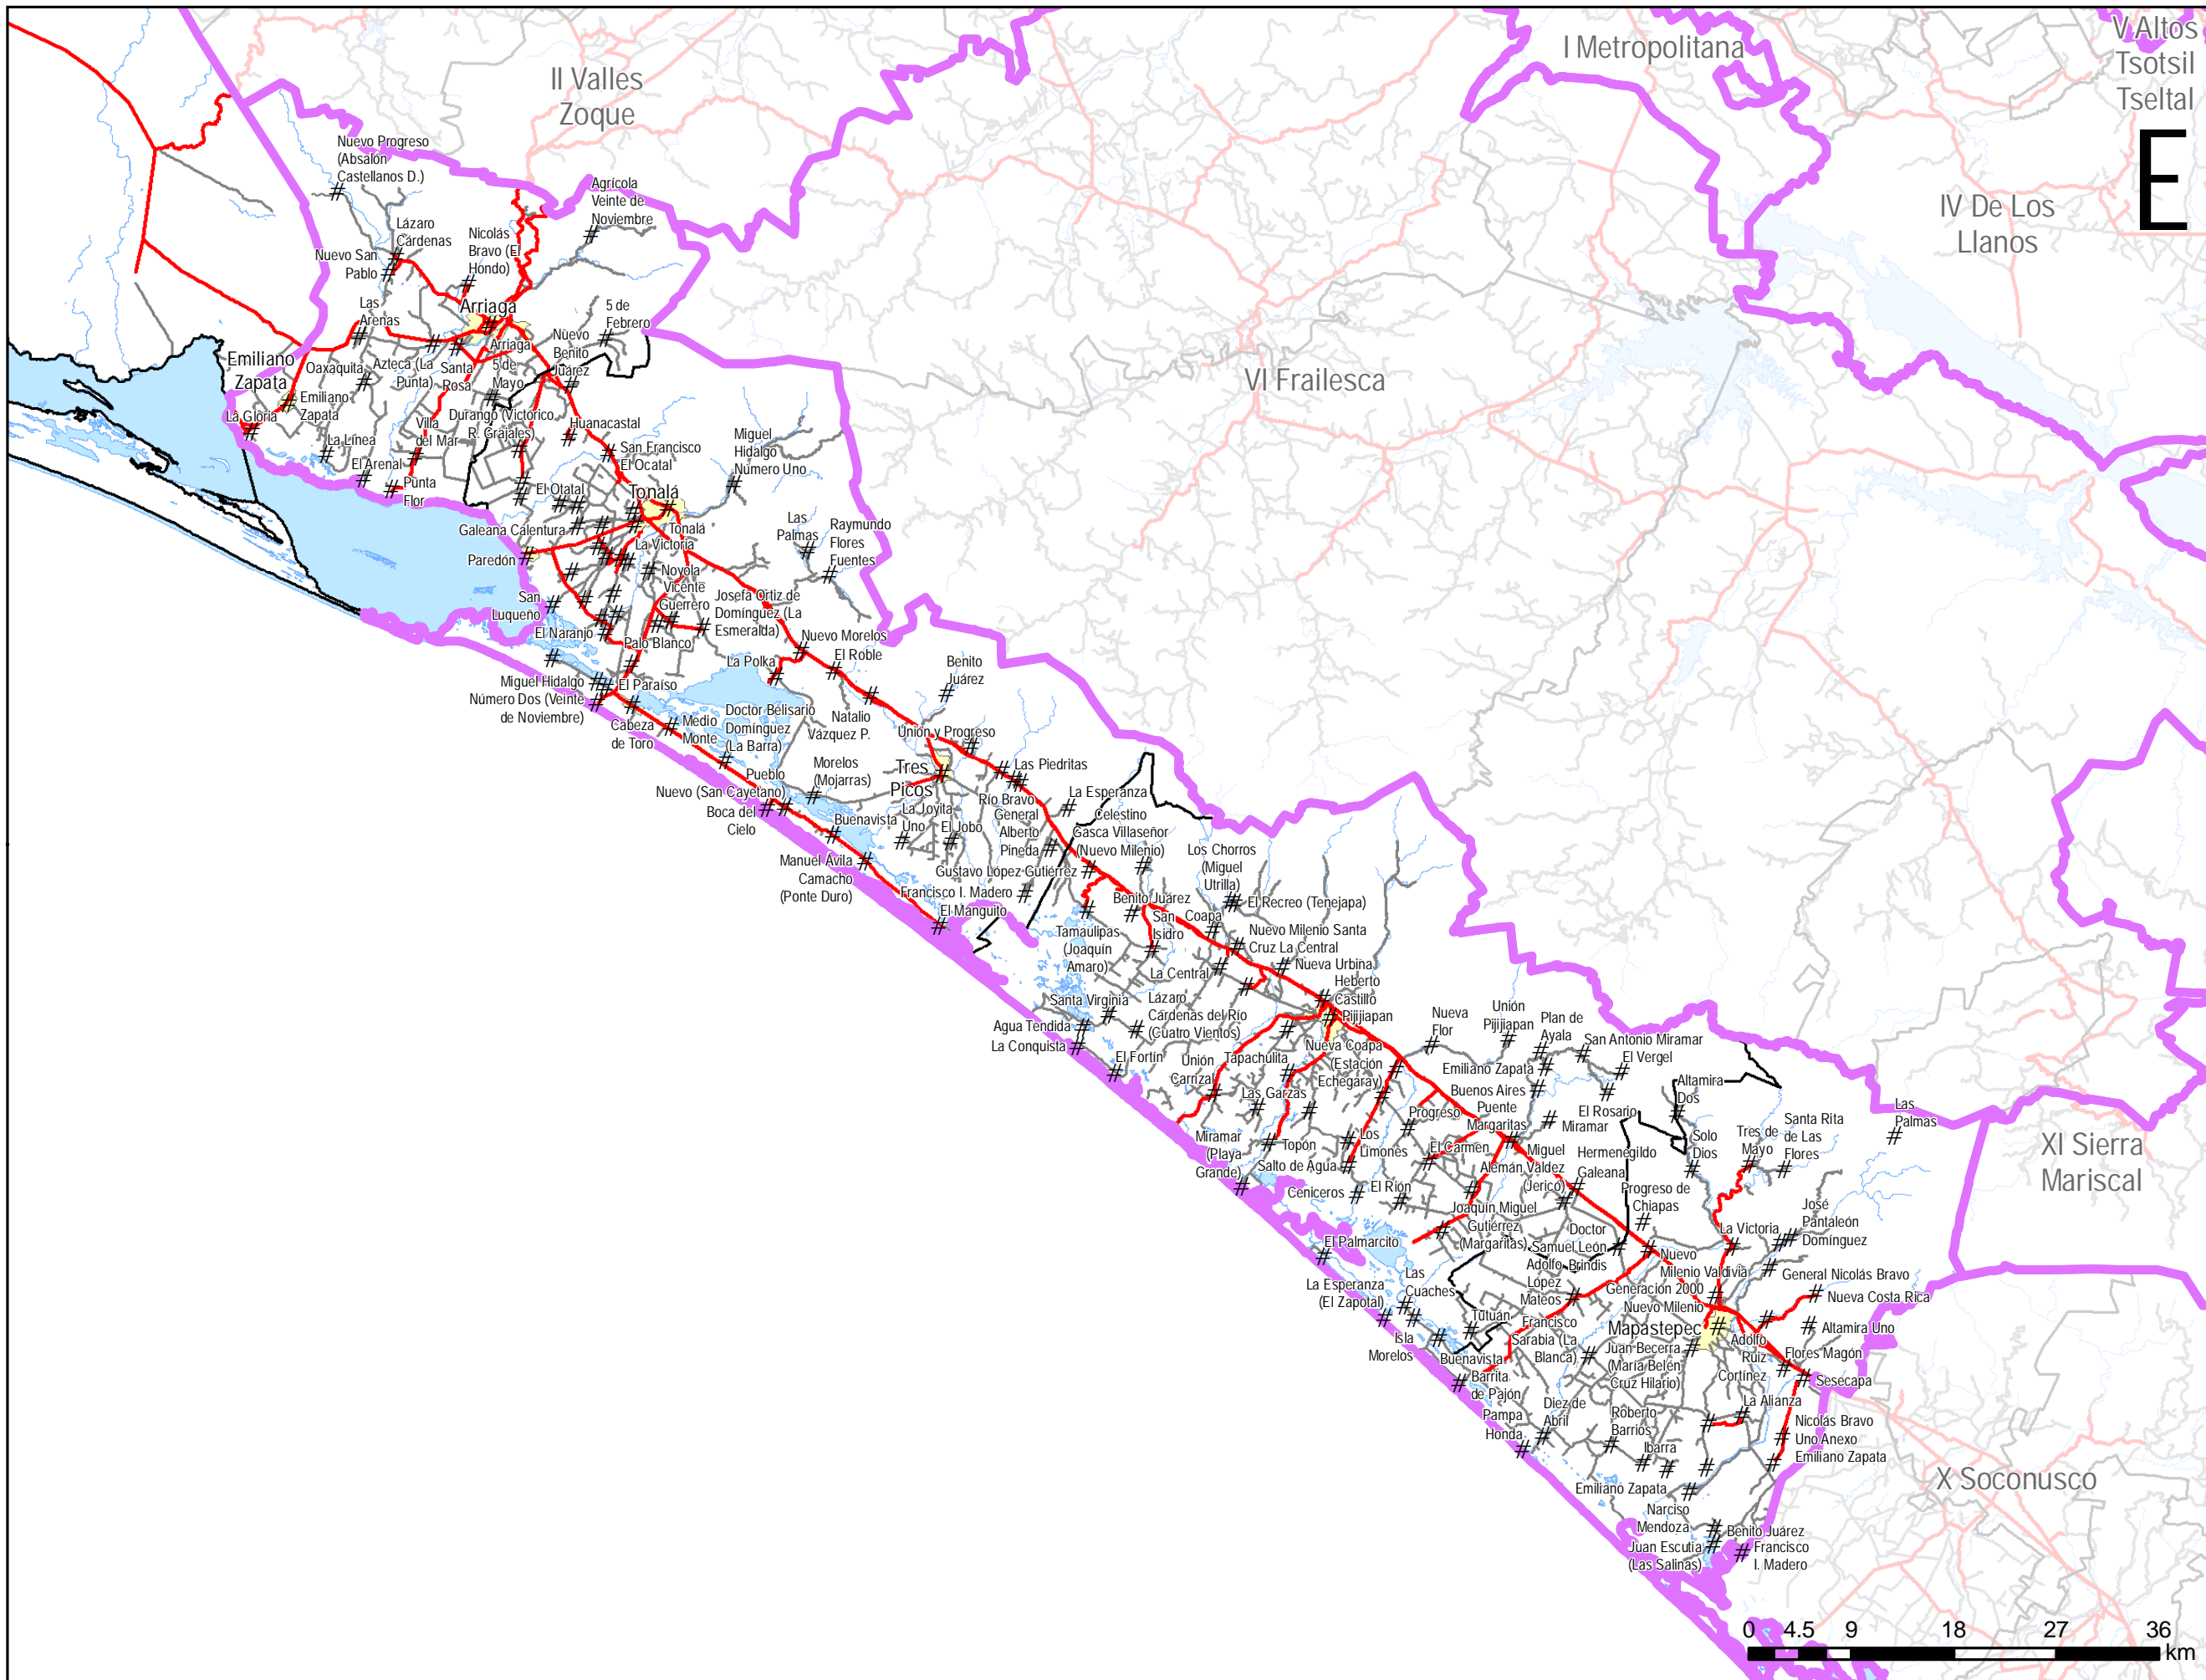 V Altos
Tsotsil
Tseltal
I Metropolitana
II Valles
Zoque
E
IV De Los
Llanos
VI Frailesca
XI Sierra
Mariscal
X Soconusco
Nuevo Progreso
(Absalón
Castellanos D.)
Agrícola
Veinte de
Noviembre
Lázaro
Cárdenas
Nicolás
Bravo (El
Hondo)
Nuevo San
Pablo
Las
Arenas
Arriaga
5 de
Febrero
Arriaga
Nuevo
Benito
Juárez
Emiliano
Zapata
Oaxaquita
Azteca (La
Punta)
Santa
Rosa
5 de
Mayo
Emiliano
Zapata
La Gloria
La Línea
Villa
del Mar
Durango (Victórico
R. Grajales)
Huanacastal
El Arenal
Punta
Flor
San Francisco
El Ocatal
Miguel
Hidalgo
Número Uno
El Otatal
Tonalá
Galeana Calentura
Tonalá
Las
Palmas
Raymundo
Flores
Fuentes
Paredón
La Victoria
Noyola
Vicente
Guerrero
San
Luqueño
Josefa Ortiz de
Domínguez (La
Esmeralda)
El Naranjo
Palo Blanco
Nuevo Morelos
El Roble
La Polka
Benito
Juárez
Miguel Hidalgo
Número Dos (Veinte
de Noviembre)
El Paraíso
Cabeza
de Toro
Medio
Monte
Doctor Belisario
Domínguez
(La Barra)
Natalio
Vázquez P.
Unión y Progreso
Pueblo
Nuevo (San Cayetano)
Morelos
(Mojarras)
Tres
Picos
Las Piedritas
Boca del
Cielo
Buenavista
La Joyita
Uno
El Jobo
Río Bravo
General
Alberto
Pineda
La Esperanza
Celestino
Gasca Villaseñor
(Nuevo Milenio)
Manuel Ávila
Camacho
(Ponte Duro)
Gustavo López Gutiérrez
Francisco I. Madero
El Manguito
Los Chorros
(Miguel
Utrilla)
El Recreo (Tenejapa)
Benito Juárez
San
Isidro
Coapa
Nuevo Milenio Santa
Cruz La Central
Tamaulipas
(Joaquín
Amaro)
La Central
Nueva Urbina
Heberto
Castillo
Pijijiapan
Santa Virginia
Lázaro
Cárdenas del Río
(Cuatro Vientos)
Agua Tendida
La Conquista
El Fortín
Unión
Carrizal
Tapachulita
Nueva Coapa
(Estación
Echegaray)
Nueva
Flor
Unión
Pijijiapan
Plan de
Ayala
San Antonio Miramar
El Vergel
Emiliano Zapata
Buenos Aires
Altamira
Dos
Las Garzas
Progreso
Puente
Margaritas
El Rosario
Miramar
Solo
Dios
Tres de
Mayo
Santa Rita
de Las
Flores
Las
Palmas
Miramar
(Playa
Grande)
Topón
Los
Limones
Salto de Agua
El Carmen
Miguel
Alemán Valdez
(Jericó)
Hermenegildo
Galeana
Ceniceros
El Rión
Progreso de
Chiapas
Joaquín Miguel
Gutiérrez
(Margaritas)
Doctor
Samuel León
Brindis
José
Pantaleón
Domínguez
La Victoria
El Palmarcito
Nuevo
Milenio Valdivia
General Nicolás Bravo
Nueva Costa Rica
La Esperanza
(El Zapotal)
Las
Cuaches
Adolfo
López
Mateos
Generación 2000
Nuevo Milenio
Tutuán
Isla
Morelos
Francisco
Sarabia (La
Blanca)
Mapastepec
Altamira Uno
Juan Becerra
(María Belén
Cruz Hilario)
Adolfo
Ruiz
Cortínez
Flores Magón
Sesecapa
Buenavista
Barrita
de Pajón
Pampa
Honda
Diez de
Abril
Roberto
Barrios
La Alianza
Ibarra
Nicolás Bravo
Uno Anexo
Emiliano Zapata
Emiliano Zapata
Narciso
Mendoza
Juan Escutia
(Las Salinas)
Benito Juárez
Francisco
I. Madero
0 4.5 9 18 27 36
km